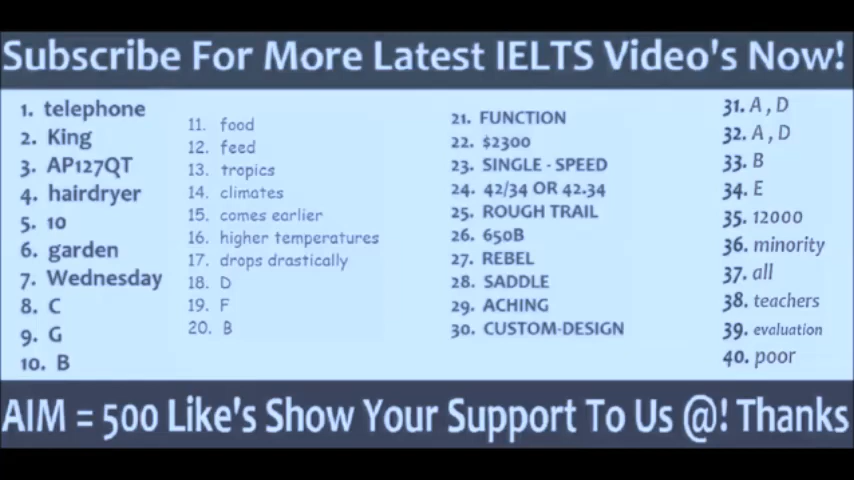 Subscribe For More Latest IELTS Video's Now!
1. telephone
2. King
3. AP127QT
4. hairdryer
5. 10
6. garden
7. Wednesday
8. C
9. G
10. B
11. food
12. feed
13. tropics
14. climates
15. comes earlier
16. higher temperatures
17. drops drastically
18. D
19. F
20. B
21. FUNCTION
22. $2300
23. SINGLE - SPEED
24. 42/34 OR 42.34
25. ROUGH TRAIL
26. 650B
27. REBEL
28. SADDLE
29. ACHING
30. CUSTOM-DESIGN
31. A , D
32. A , D
33. B
34. E
35. 12000
36. minority
37. all
38. teachers
39. evaluation
40. poor
AIM = 500 Like's Show Your Support To Us @! Thanks